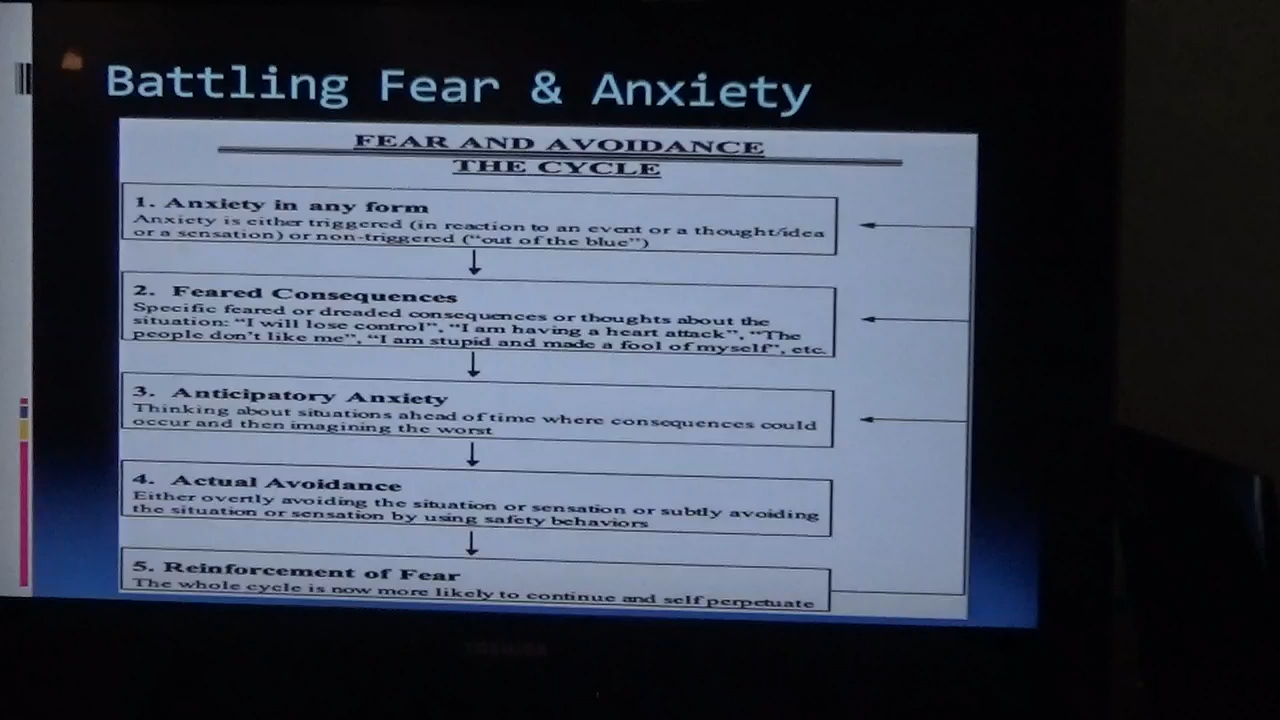 Battling Fear & Anxiety
FEAR AND AVOIDANCE
THE CYCLE
1. Anxiety in any form
Anxiety is either triggered (in reaction to an event or a thought/idea
or a sensation) or non-triggered ("out of the blue")
2. Feared Consequences
Specific feared or dreaded consequences or thoughts about the
situation: "I will lose control", "I am having a heart attack", "The
people don't like me", "I am stupid and made a fool of myself", etc.
3. Anticipatory Anxiety
Thinking about situations ahead of time where consequences could
occur and then imagining the worst
4. Actual Avoidance
Either overtly avoiding the situation or sensation or subtly avoiding
the situation or sensation by using safety behaviors
5. Reinforcement of Fear
The whole cycle is now more likely to continue and self perpetuate
TOSHIBA